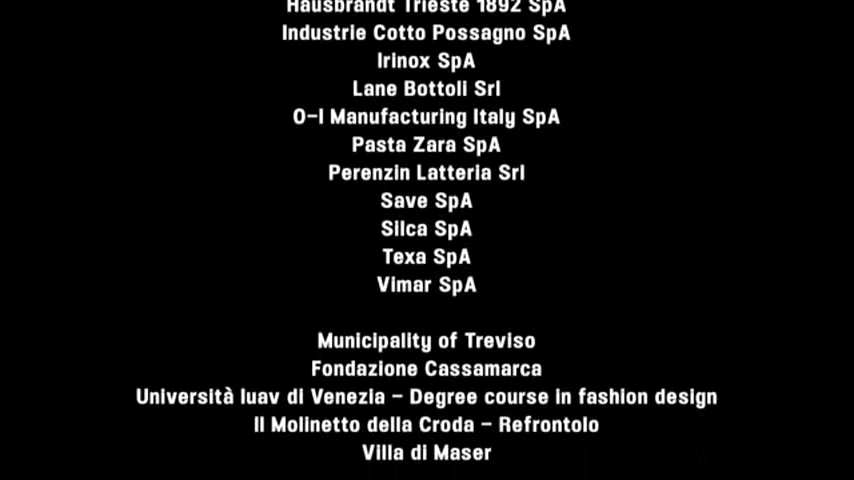 Hausbrandt Trieste 1892 SpA
Industrie Cotto Possagno SpA
Irinox SpA
Lane Bottoli Srl
O-I Manufacturing Italy SpA
Pasta Zara SpA
Perenzin Latteria Srl
Save SpA
Silca SpA
Texa SpA
Vimar SpA
Municipality of Treviso
Fondazione Cassamarca
Università Iuav di Venezia – Degree course in fashion design
Il Molinetto della Croda – Refrontolo
Villa di Maser